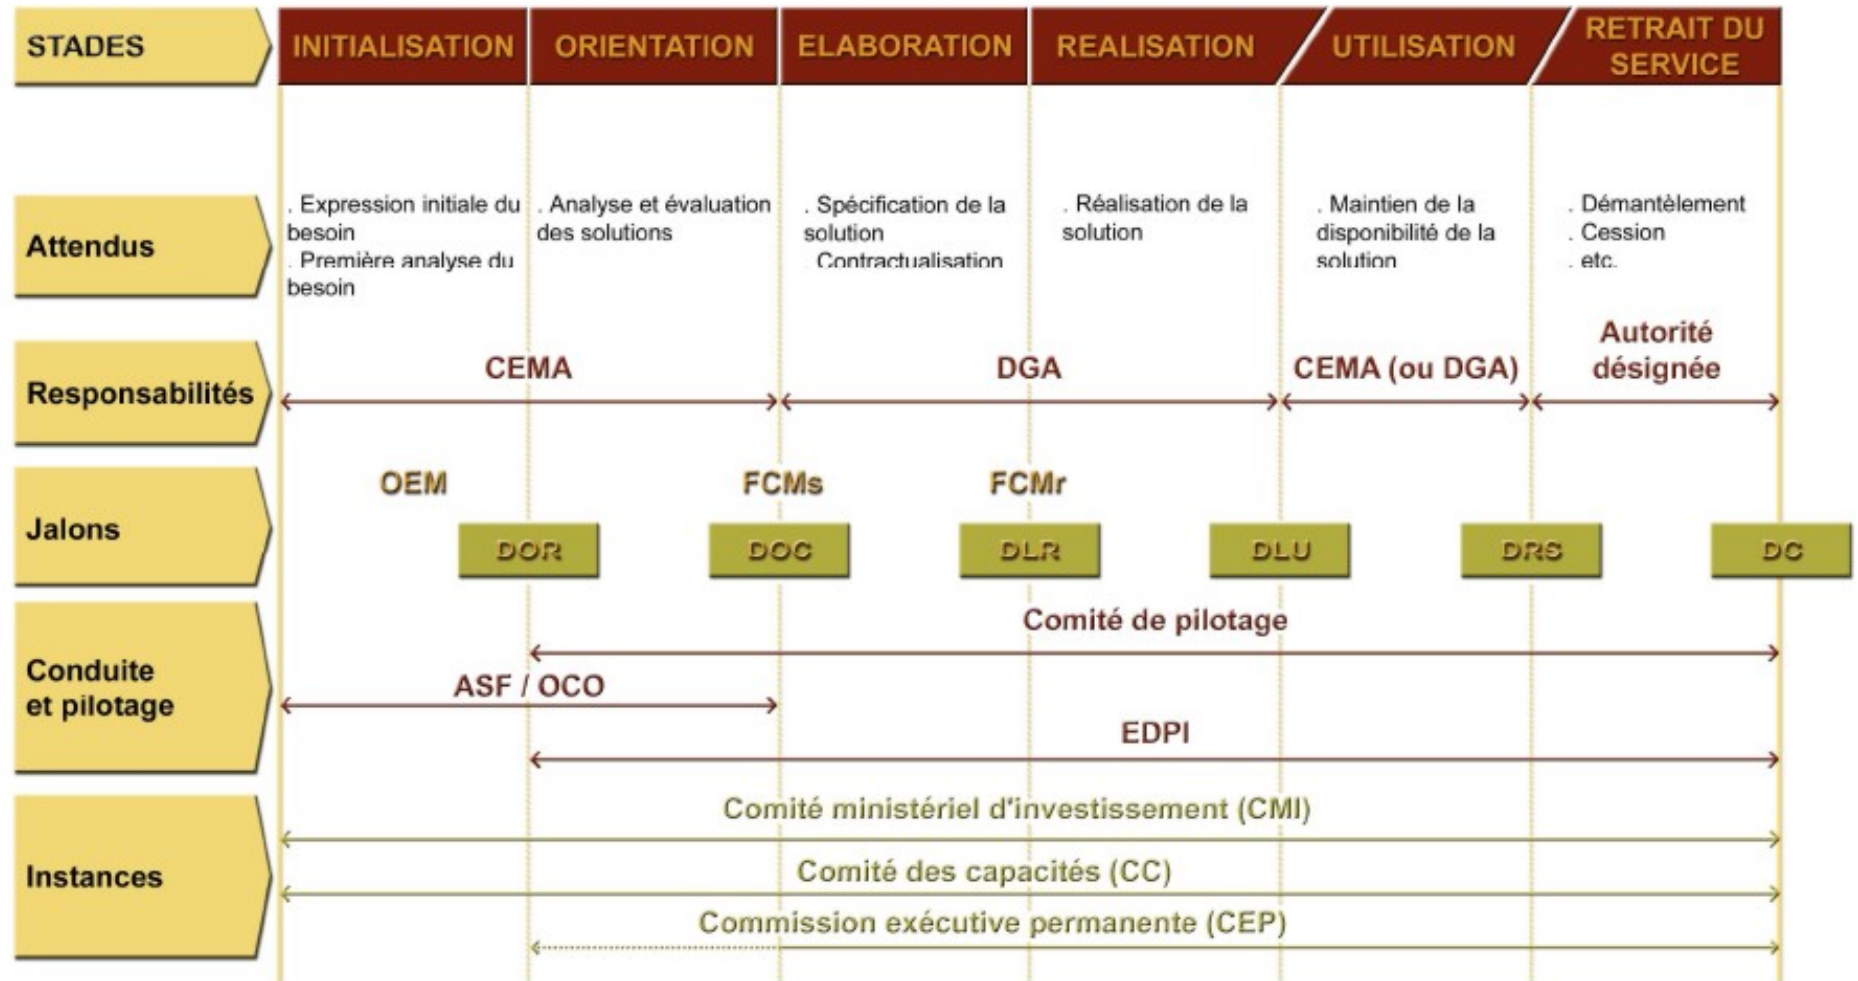 STADES
INITIALISATION
ORIENTATION
ELABORATION
REALISATION
UTILISATION
RETRAIT DU
SERVICE
Attendus
. Expression initiale du
besoin
. Première analyse du
besoin
. Analyse et évaluation
des solutions
. Spécification de la
solution
. Contractualisation
. Réalisation de la
solution
. Maintien de la
disponibilité de la
solution
. Démantèlement
. Cession
. etc.
Responsabilités
CEMA
DGA
CEMA (ou DGA)
Autorité
désignée
Jalons
OEM
FCMs
FCMr
DOR
DOC
DLR
DLU
DRS
DC
Conduite
et pilotage
Comité de pilotage
ASF / OCO
EDPI
Instances
Comité ministériel d'investissement (CMI)
Comité des capacités (CC)
Commission exécutive permanente (CEP)